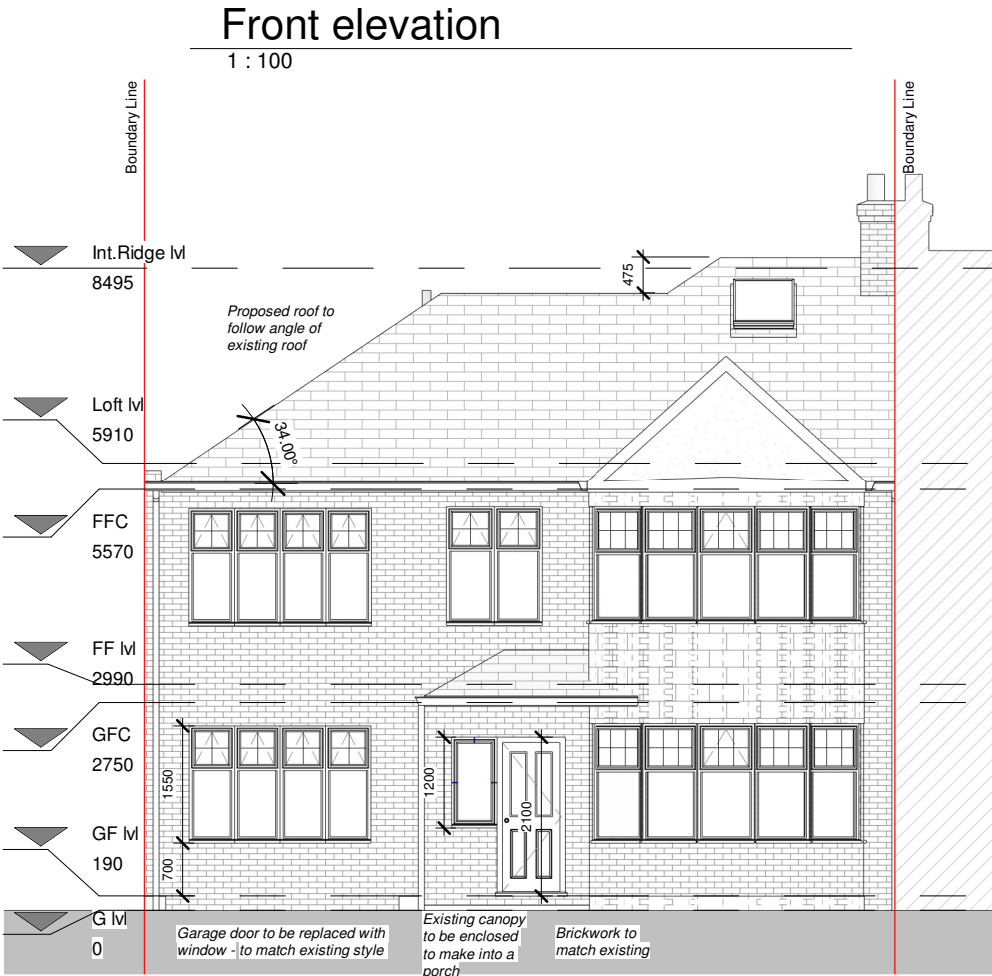 Front elevation
1 : 100
Boundary Line
Boundary Line
Int.Ridge lvl
8495
475
Proposed roof to
follow angle of
existing roof
Loft lvl
5910
34.00°
FFC
5570
FF lvl
2990
GFC
2750
1550
1200
2100
GF lvl
190
700
G lvl
0
Garage door to be replaced with
window - to match existing style
Existing canopy
to be enclosed
to make into a
porch
Brickwork to
match existing